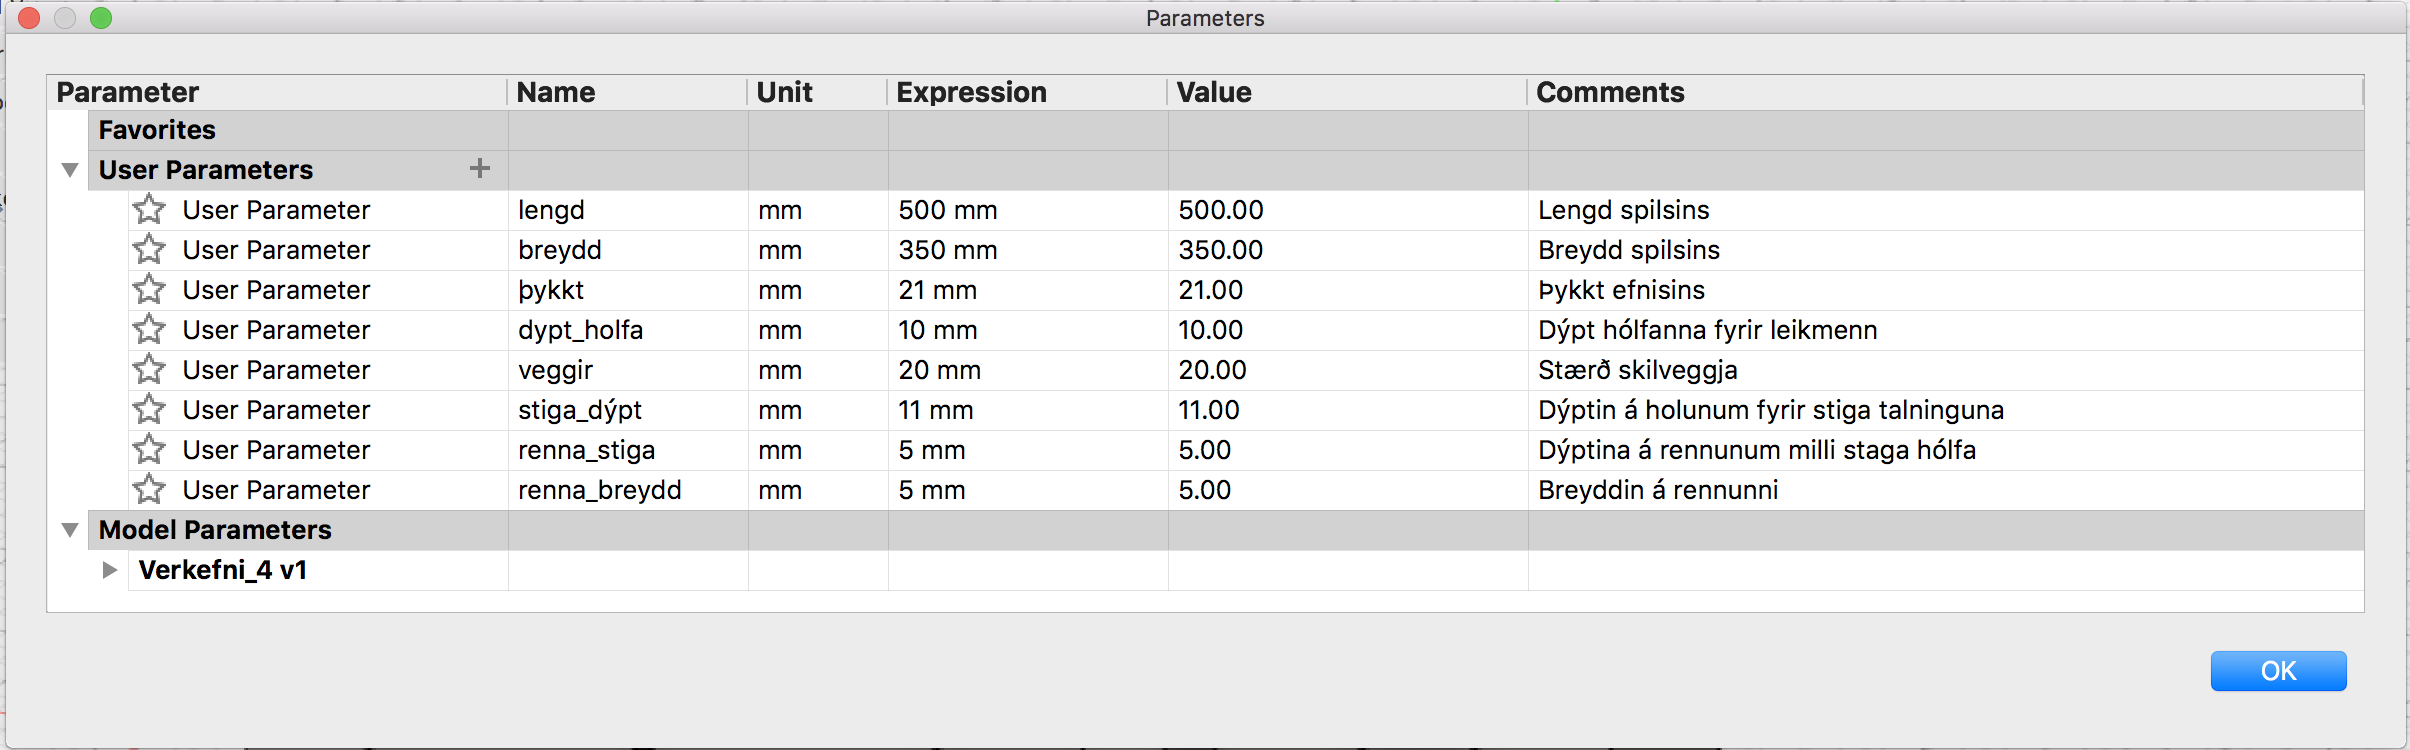 Parameters
Parameter Name Unit Expression Value Comments
Favorites
User Parameters +
User Parameter lengd mm 500 mm 500.00 Lengd spilsins
User Parameter breydd mm 350 mm 350.00 Breydd spilsins
User Parameter þykkt mm 21 mm 21.00 Þykkt efnisins
User Parameter dypt_holfa mm 10 mm 10.00 Dýpt hólfanna fyrir leikmenn
User Parameter veggir mm 20 mm 20.00 Stærð skilveggja
User Parameter stiga_dýpt mm 11 mm 11.00 Dýptin á holunum fyrir stiga talninguna
User Parameter renna_stiga mm 5 mm 5.00 Dýptina á rennunum milli staga hólfa
User Parameter renna_breydd mm 5 mm 5.00 Breyddin á rennunni
Model Parameters
Verkefni_4 v1
OK